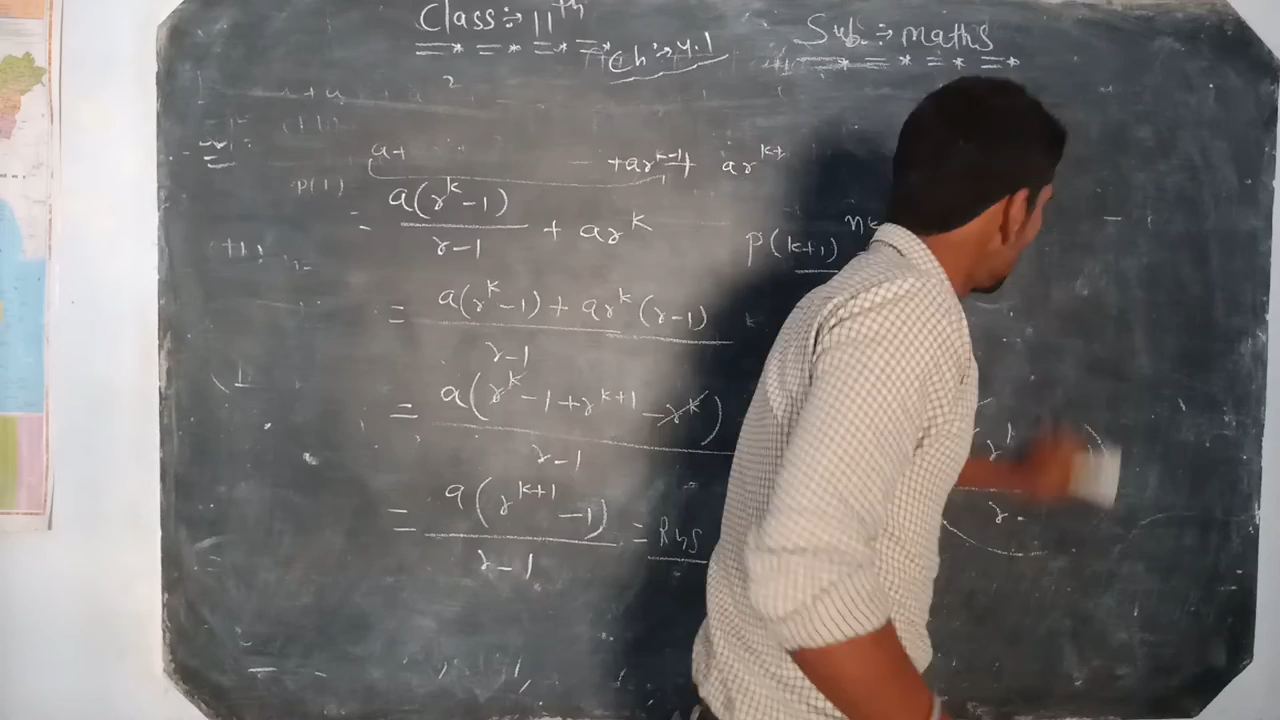 Class :- 11th
Ch :- 4.1
Sub :- maths
a+ +ar^k-1+ ar^k+
P(1)
= a(r^k-1)/r-1 + ar^k
P(k+1)
= a(r^k-1)+ar^k(r-1)/r-1
= a(r^k-1+r^k+1-r^k)/r-1
= a(r^k+1-1)/r-1 = RHS